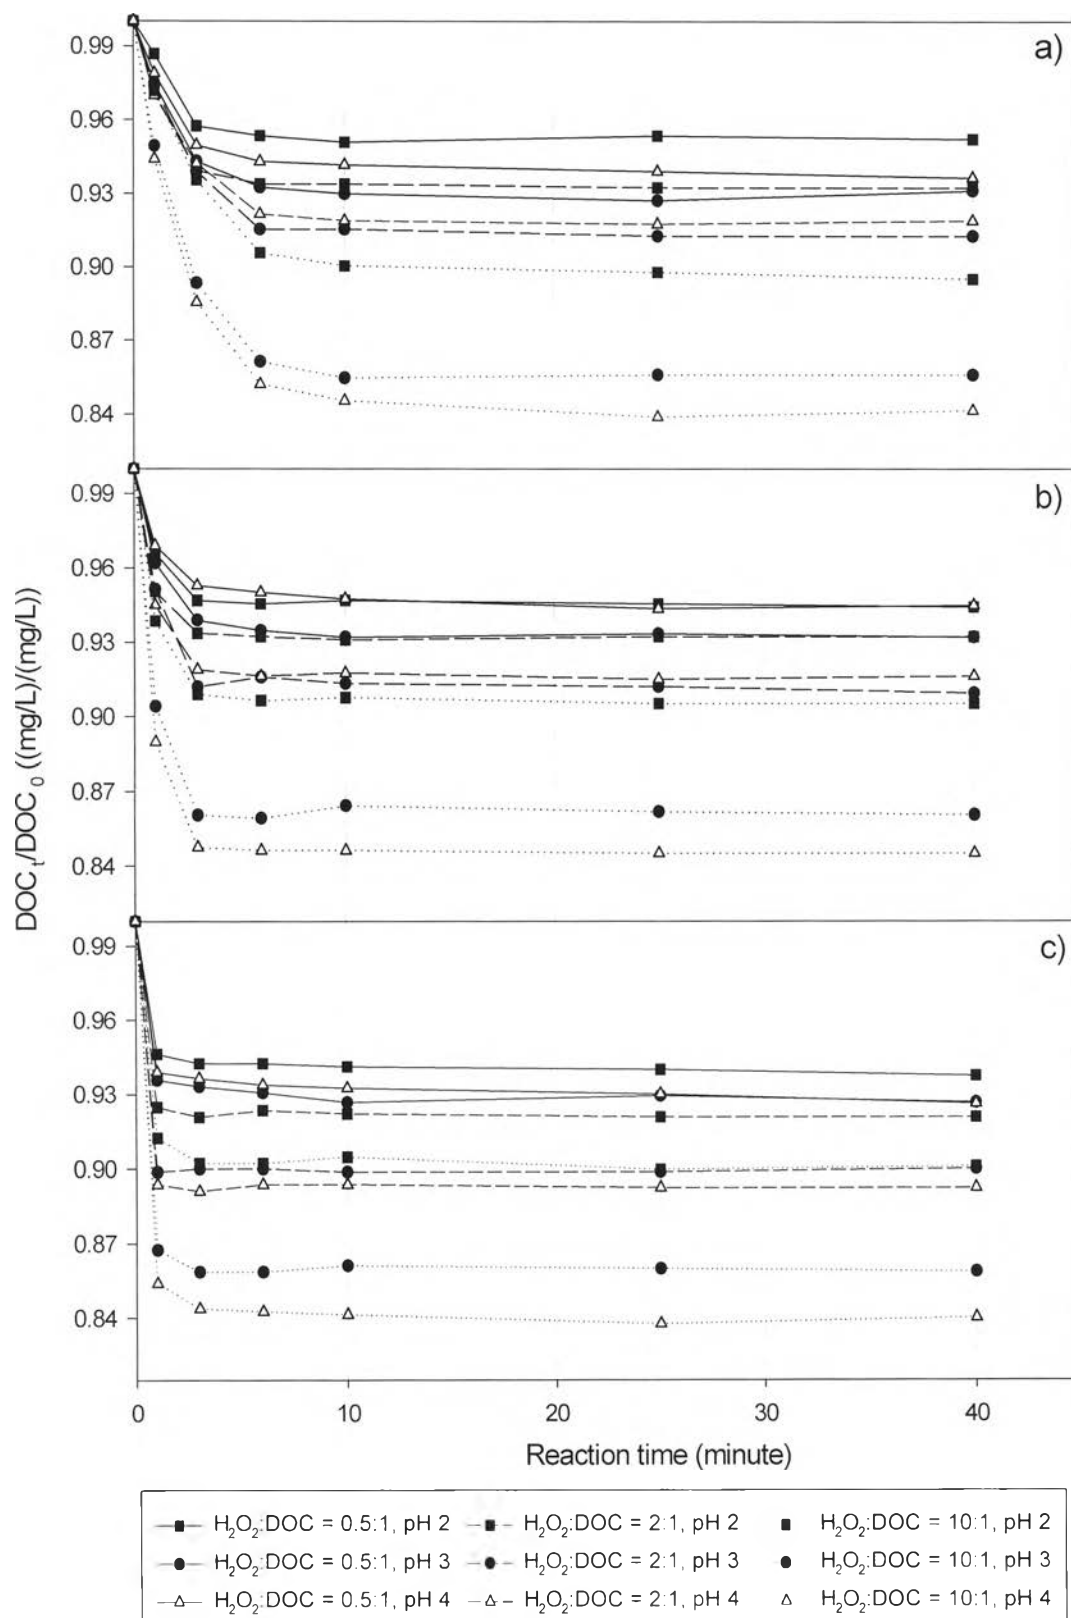 a)
0.99
0.96
0.93
0.90
0.87
0.84
b)
0.99
0.96
0.93
0.90
0.87
0.84
c)
0.99
0.96
0.93
0.90
0.87
0.84
DOCt/DOC0 ((mg/L)/(mg/L))
0 10 20 30 40
Reaction time (minute)
H2O2:DOC = 0.5:1, pH 2 H2O2:DOC = 2:1, pH 2 H2O2:DOC = 10:1, pH 2
H2O2:DOC = 0.5:1, pH 3 H2O2:DOC = 2:1, pH 3 H2O2:DOC = 10:1, pH 3
H2O2:DOC = 0.5:1, pH 4 H2O2:DOC = 2:1, pH 4 H2O2:DOC = 10:1, pH 4